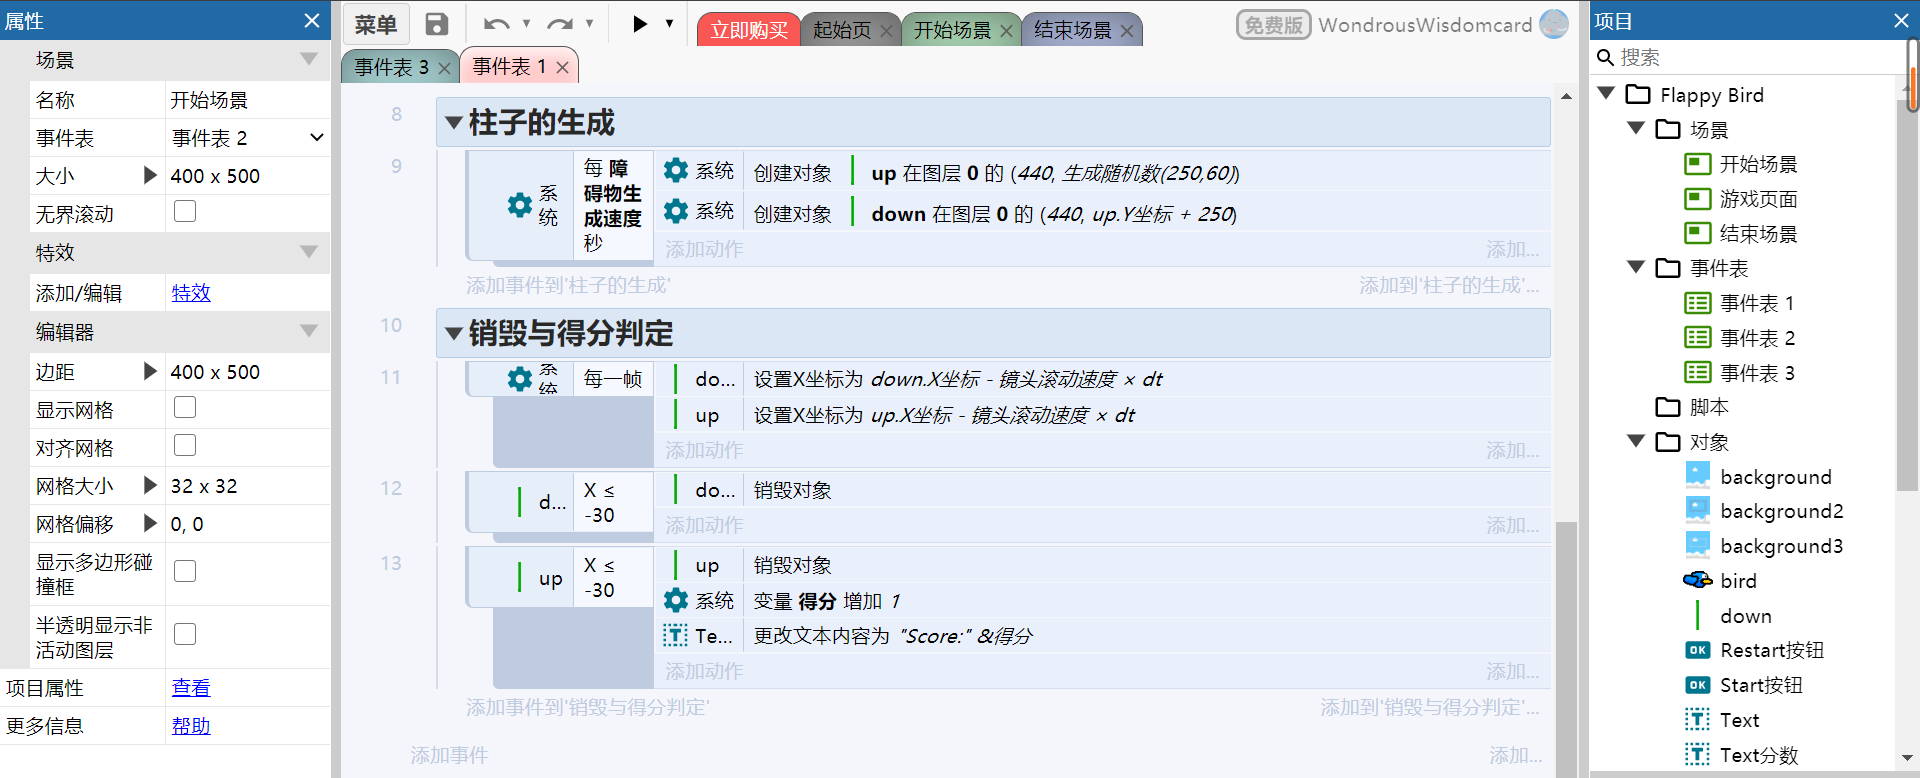 属性
场景
名称 开始场景
事件表 事件表 2
大小 400 x 500
无界滚动
特效
添加/编辑 特效
编辑器
边距 400 x 500
显示网格
对齐网格
网格大小 32 x 32
网格偏移 0, 0
显示多边形碰
撞框
半透明显示非
活动图层
项目属性 查看
更多信息 帮助
菜单 立即购买 起始页 开始场景 结束场景 免费版 WondrousWisdomcard
事件表 3 事件表 1
8 柱子的生成
9 系统 每 障碍物生成速度 秒
系统 创建对象 up 在图层 0 的 (440, 生成随机数(250,60))
系统 创建对象 down 在图层 0 的 (440, up.Y坐标 + 250)
添加动作 添加...
添加事件到'柱子的生成' 添加到'柱子的生成'...
10 销毁与得分判定
11 系统 每一帧 do... 设置X坐标为 down.X坐标 - 镜头滚动速度 × dt
up 设置X坐标为 up.X坐标 - 镜头滚动速度 × dt
添加动作 添加...
12 d... X ≤ -30 do... 销毁对象
添加动作 添加...
13 up X ≤ -30 up 销毁对象
系统 变量 得分 增加 1
Te... 更改文本内容为 "Score:" &得分
添加动作 添加...
添加事件到'销毁与得分判定' 添加到'销毁与得分判定'...
添加事件 添加...
项目
搜索
Flappy Bird
场景
开始场景
游戏页面
结束场景
事件表
事件表 1
事件表 2
事件表 3
脚本
对象
background
background2
background3
bird
down
OK Restart按钮
OK Start按钮
T Text
T Text分数